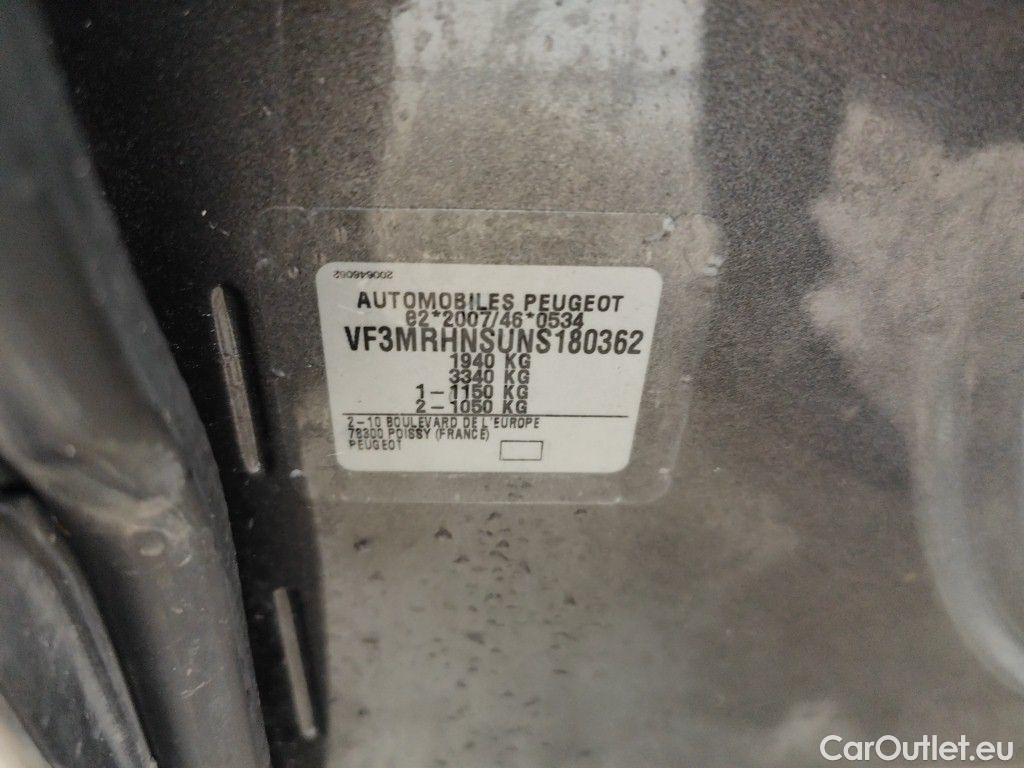 200646062
AUTOMOBILES PEUGEOT
e2*2007/46*0534
VF3MRHNSUNS180362
1940 KG
3340 KG
1-1150 KG
2-1050 KG
2-10 BOULEVARD DE L'EUROPE
78300 POISSY (FRANCE)
PEUGEOT
CarOutlet.eu